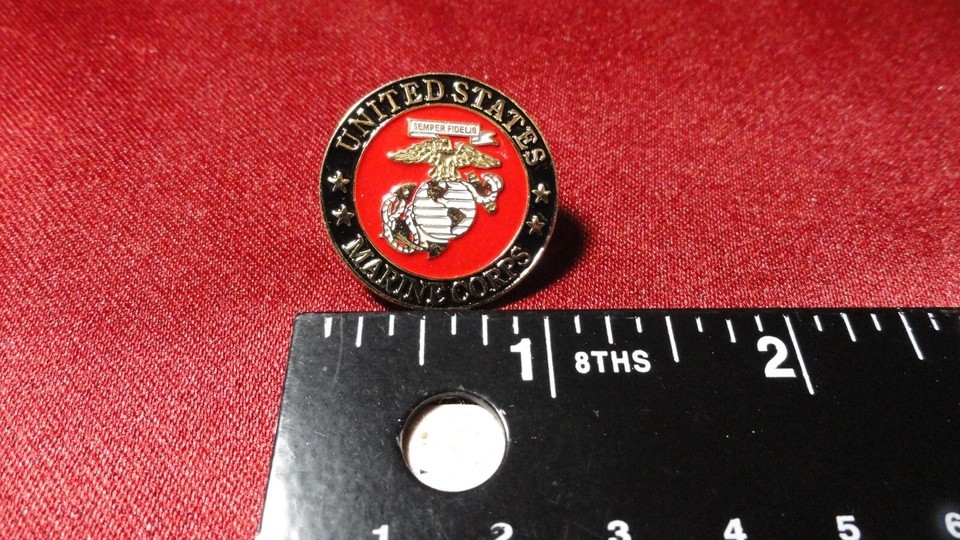 UNITED STATES
SEMPER FIDELIS
MARINE CORPS
1 8THS 2
1 2 3 4 5 6